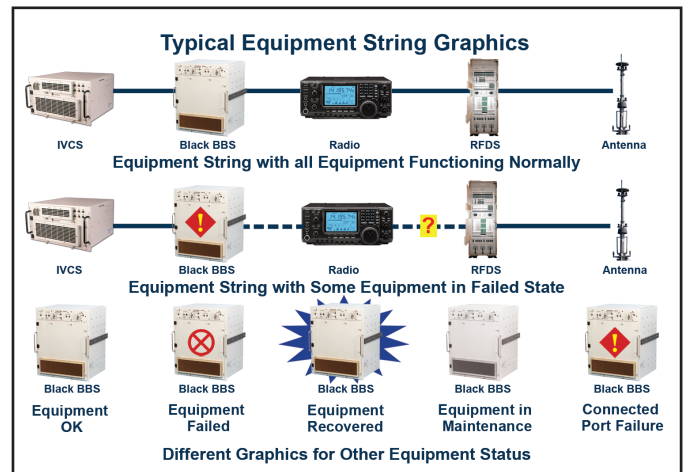 Typical Equipment String Graphics
IVCS
Black BBS
Radio
RFDS
Antenna
Equipment String with all Equipment Functioning Normally
!
?
IVCS
Black BBS
Radio
RFDS
Antenna
Equipment String with Some Equipment in Failed State
!
Black BBS
Black BBS
Black BBS
Black BBS
Black BBS
Equipment
OK
Equipment
Failed
Equipment
Recovered
Equipment in
Maintenance
Connected
Port Failure
Different Graphics for Other Equipment Status